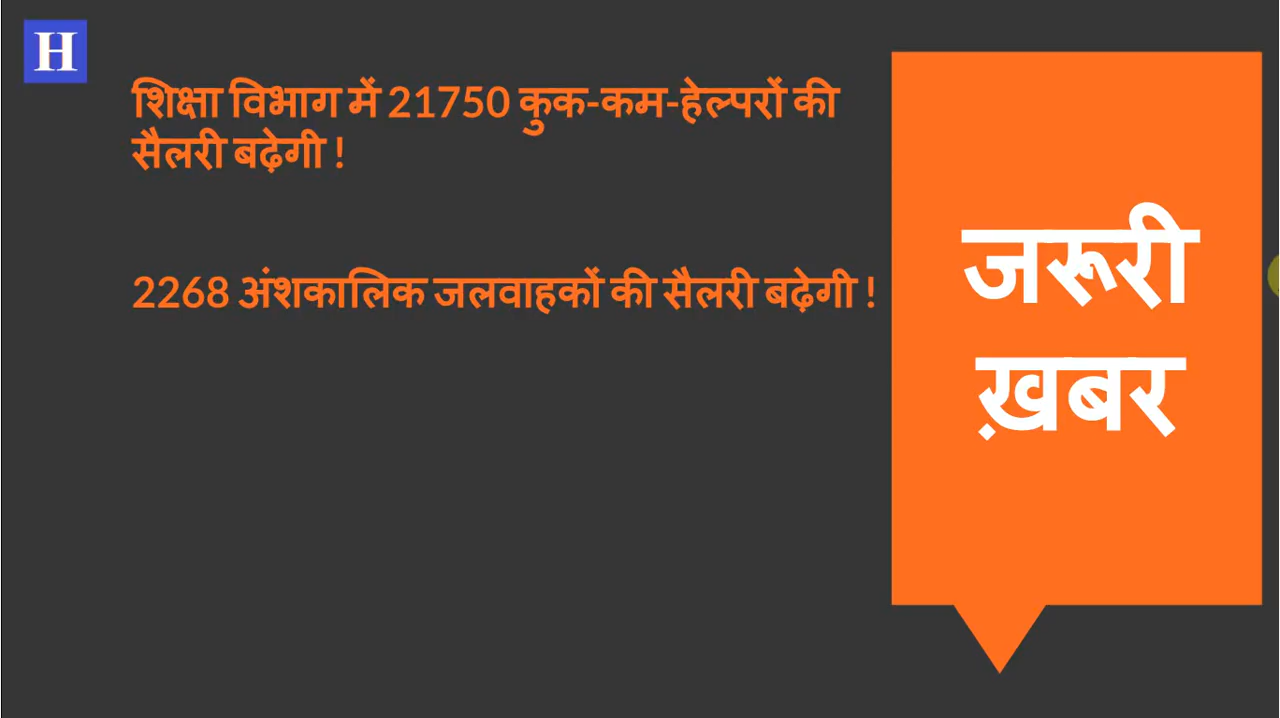 H
शिक्षा विभाग में 21750 कुक-कम-हेल्परों की
सैलरी बढ़ेगी !
2268 अंशकालिक जलवाहकों की सैलरी बढ़ेगी !
जरूरी
ख़बर